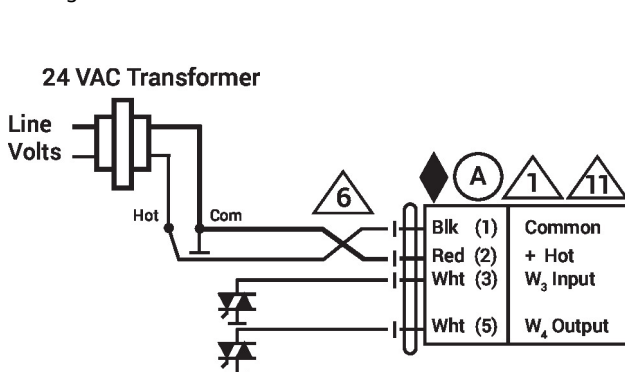 24 VAC Transformer
Line
Volts
Hot
Com
6
A
1
11
Blk (1) Common
Red (2) + Hot
Wht (3) W₃ Input
Wht (5) W₄ Output